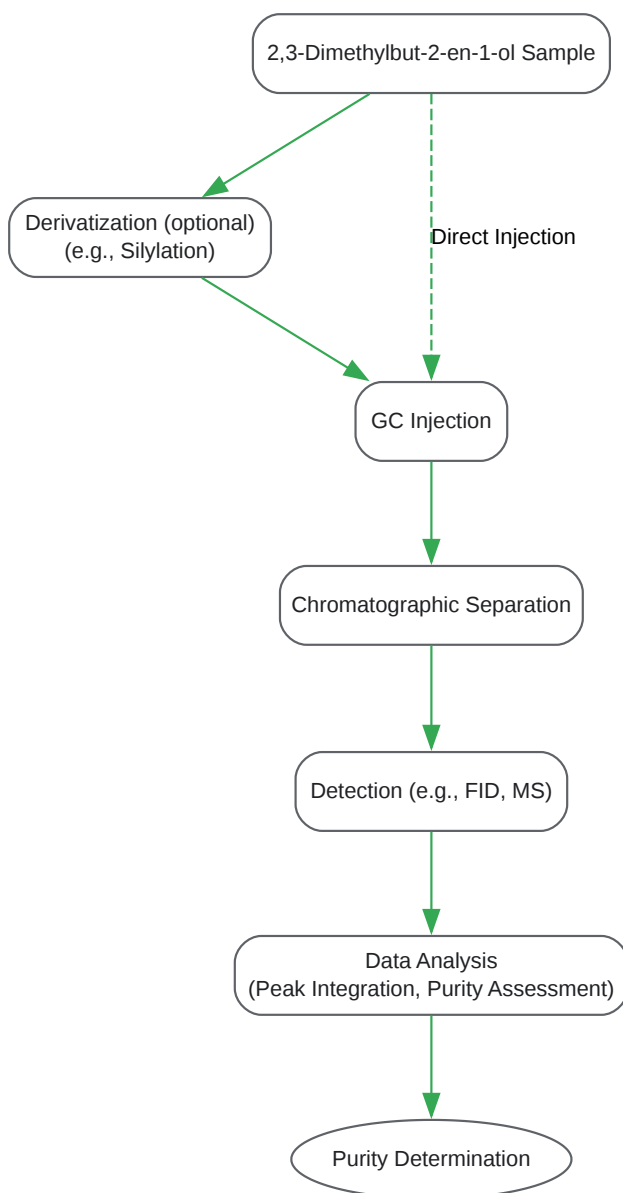 2,3-Dimethylbut-2-en-1-ol Sample
Derivatization (optional)
(e.g., Silylation)
Direct Injection
GC Injection
Chromatographic Separation
Detection (e.g., FID, MS)
Data Analysis
(Peak Integration, Purity Assessment)
Purity Determination